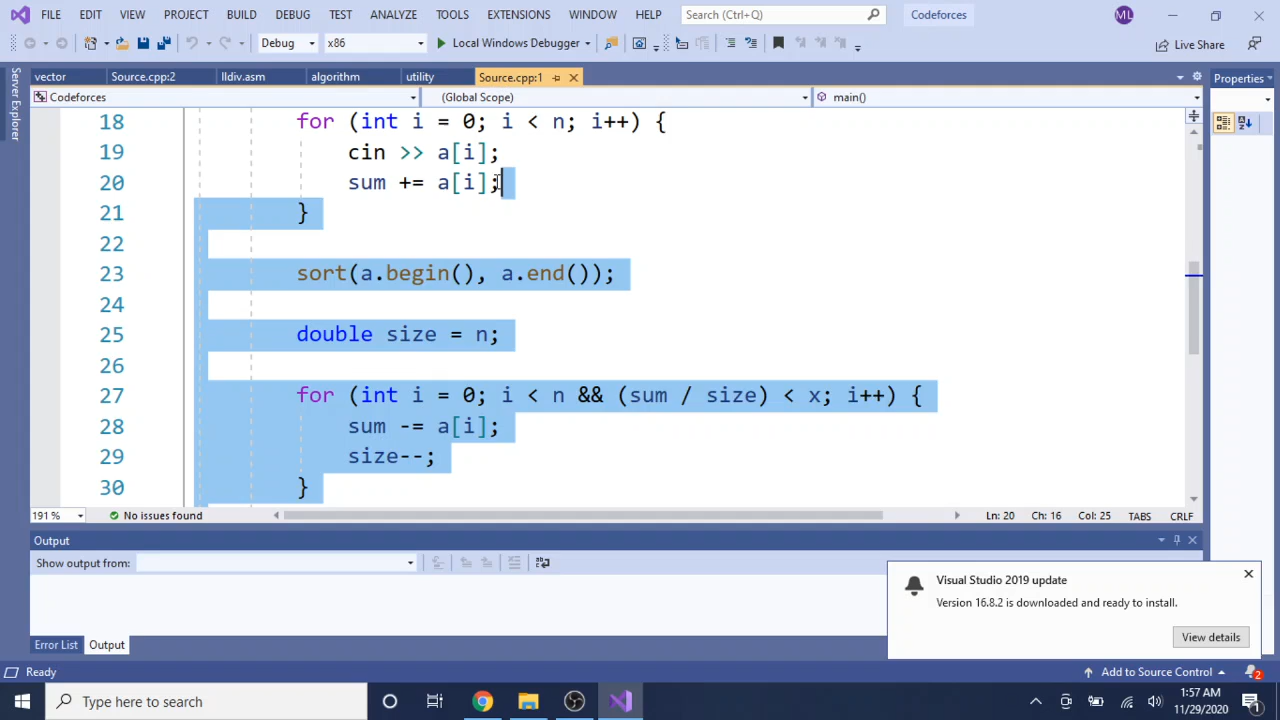 FILE EDIT VIEW PROJECT BUILD DEBUG TEST ANALYZE TOOLS EXTENSIONS WINDOW HELP Search (Ctrl+Q) Codeforces ML
Debug x86 Local Windows Debugger Live Share
vector Source.cpp:2 lldiv.asm algorithm utility Source.cpp:1 Properties
Codeforces (Global Scope) main()
Server Explorer
18 for (int i = 0; i < n; i++) {
19 cin >> a[i];
20 sum += a[i];
21 }
22
23 sort(a.begin(), a.end());
24
25 double size = n;
26
27 for (int i = 0; i < n && (sum / size) < x; i++) {
28 sum -= a[i];
29 size--;
30 }
191 % No issues found Ln: 20 Ch: 16 Col: 25 TABS CRLF
Output
Show output from:
Visual Studio 2019 update
Version 16.8.2 is downloaded and ready to install.
View details
Error List Output
Ready Add to Source Control 2
Type here to search
1:57 AM
11/29/2020 1